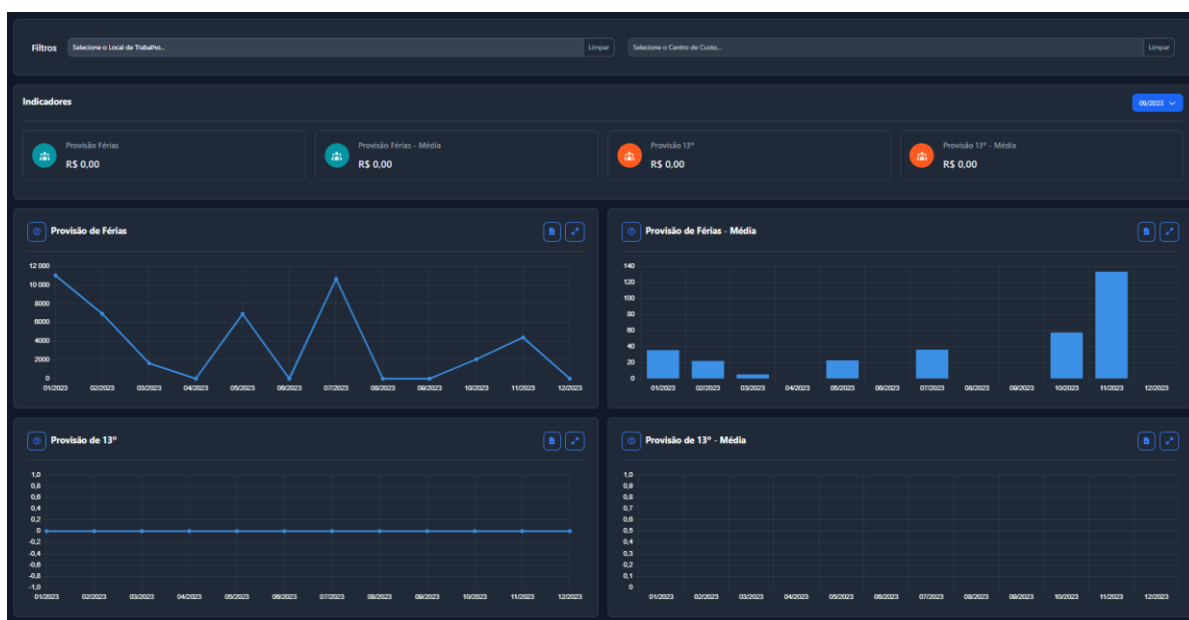 Filtros Selecione o Local de Trabalho... Limpar Selecione o Centro de Custo... Limpar
Indicadores 09/2023
Provisão Férias
R$ 0,00
Provisão Férias - Média
R$ 0,00
Provisão 13º
R$ 0,00
Provisão 13º - Média
R$ 0,00
Provisão de Férias
12 000
10 000
8000
6000
4000
2000
0
01/2023 02/2023 03/2023 04/2023 05/2023 06/2023 07/2023 08/2023 09/2023 10/2023 11/2023 12/2023
Provisão de Férias - Média
140
120
100
80
60
40
20
0
01/2023 02/2023 03/2023 04/2023 05/2023 06/2023 07/2023 08/2023 09/2023 10/2023 11/2023 12/2023
Provisão de 13º
1,0
0,8
0,6
0,4
0,2
0
-0,2
-0,4
-0,6
-0,8
-1,0
01/2023 02/2023 03/2023 04/2023 05/2023 06/2023 07/2023 08/2023 09/2023 10/2023 11/2023 12/2023
Provisão de 13º - Média
1,0
0,9
0,8
0,7
0,6
0,5
0,4
0,3
0,2
0,1
0
01/2023 02/2023 03/2023 04/2023 05/2023 06/2023 07/2023 08/2023 09/2023 10/2023 11/2023 12/2023